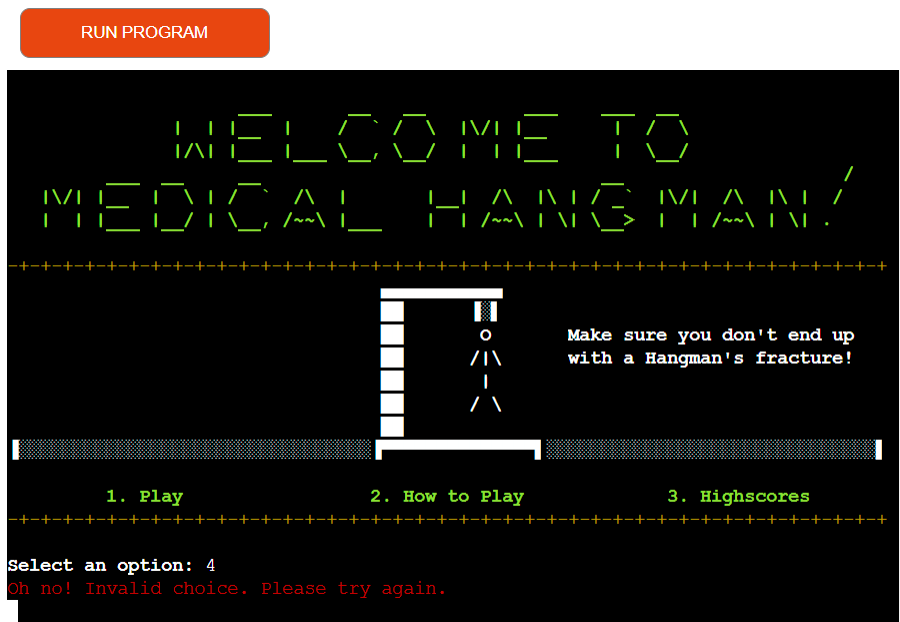 RUN PROGRAM
WELCOME TO
MEDICAL HANGMAN!
Make sure you don't end up
with a Hangman's fracture!
1. Play 2. How to Play 3. Highscores
Select an option: 4
Oh no! Invalid choice. Please try again.